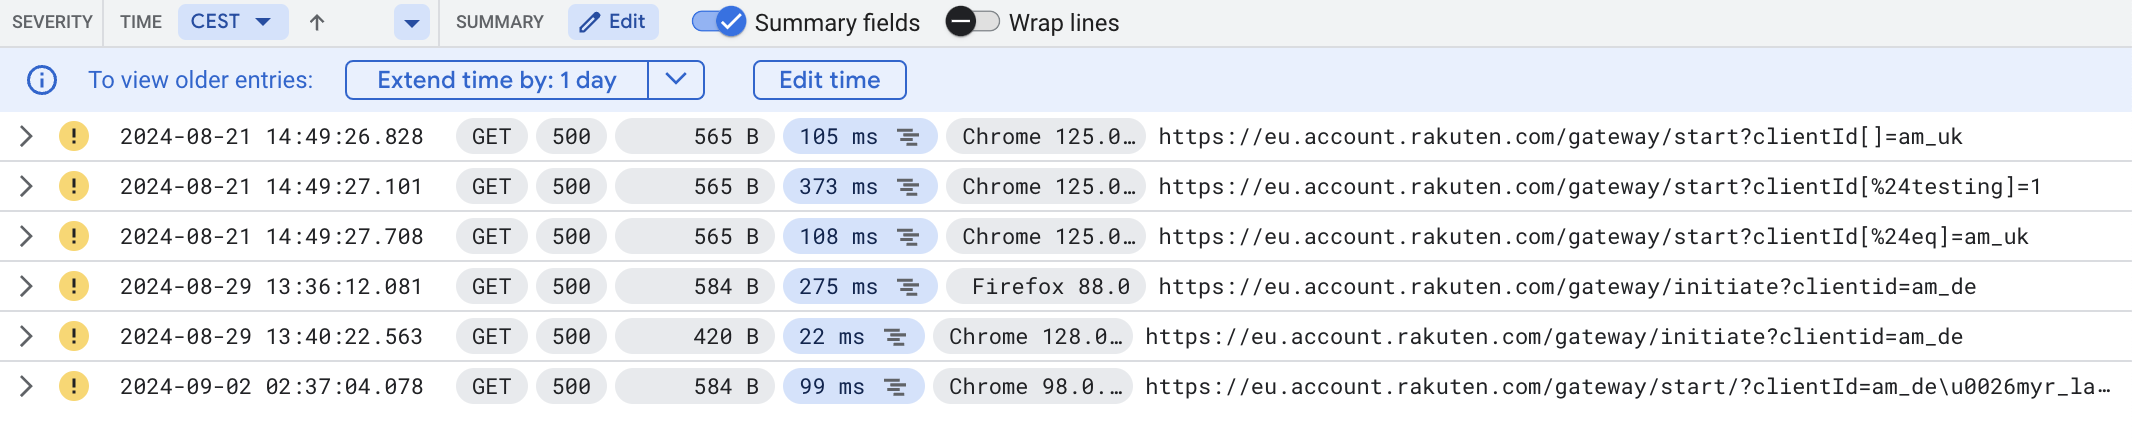 SEVERITY TIME CEST SUMMARY Edit Summary fields Wrap lines
To view older entries: Extend time by: 1 day Edit time
2024-08-21 14:49:26.828 GET 500 565 B 105 ms Chrome 125.0… https://eu.account.rakuten.com/gateway/start?clientId[]=am_uk
2024-08-21 14:49:27.101 GET 500 565 B 373 ms Chrome 125.0… https://eu.account.rakuten.com/gateway/start?clientId[%24testing]=1
2024-08-21 14:49:27.708 GET 500 565 B 108 ms Chrome 125.0… https://eu.account.rakuten.com/gateway/start?clientId[%24eq]=am_uk
2024-08-29 13:36:12.081 GET 500 584 B 275 ms Firefox 88.0 https://eu.account.rakuten.com/gateway/initiate?clientid=am_de
2024-08-29 13:40:22.563 GET 500 420 B 22 ms Chrome 128.0… https://eu.account.rakuten.com/gateway/initiate?clientid=am_de
2024-09-02 02:37:04.078 GET 500 584 B 99 ms Chrome 98.0.… https://eu.account.rakuten.com/gateway/start/?clientId=am_de\u0026myr_la…